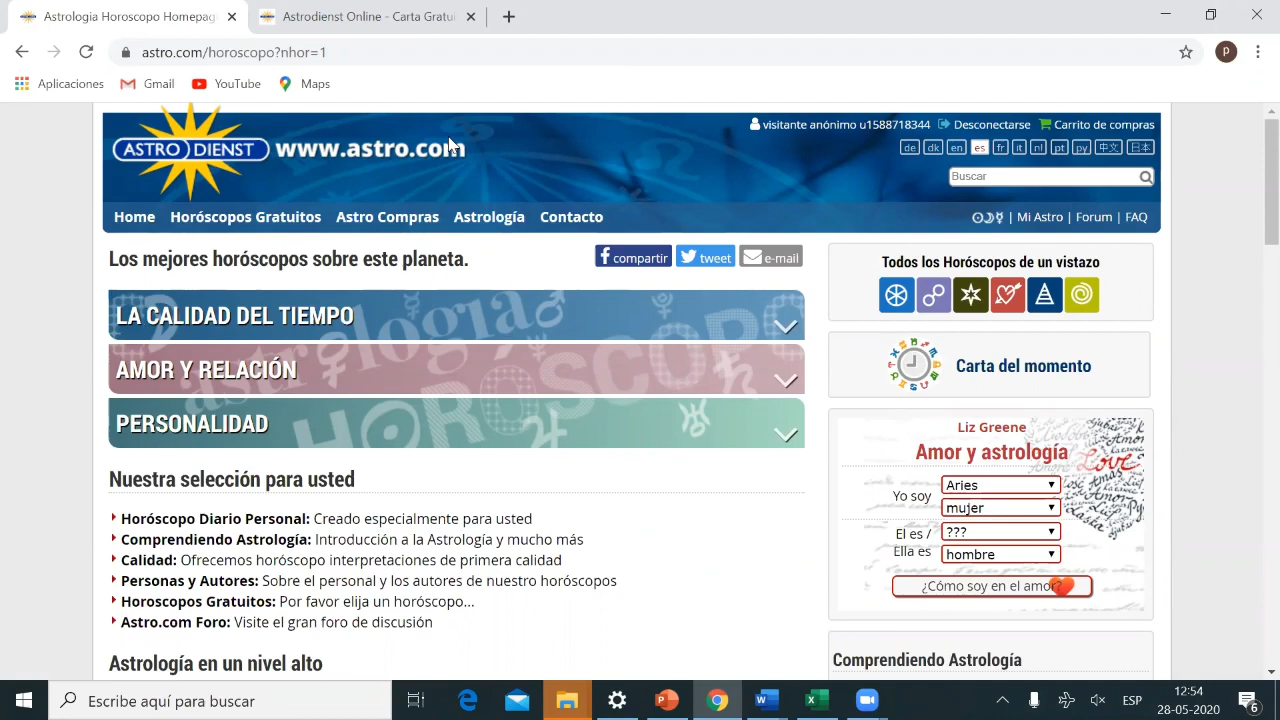 Astrologia Horoscopo Homepag
Astrodienst Online - Carta Gratui
astro.com/horoscopo?nhor=1
p
Aplicaciones
Gmail
YouTube
Maps
ASTRO DIENST www.astro.com
visitante anónimo u1588718344 Desconectarse Carrito de compras
de dk en es fr it nl pt py 中文 日本
Buscar
Home Horóscopos Gratuitos Astro Compras Astrología Contacto
| Mi Astro | Forum | FAQ
Los mejores horóscopos sobre este planeta.
compartir tweet e-mail
LA CALIDAD DEL TIEMPO
AMOR Y RELACIÓN
PERSONALIDAD
astrología
HOROSCOP
Nuestra selección para usted
Horóscopo Diario Personal: Creado especialmente para usted
Comprendiendo Astrología: Introducción a la Astrología y mucho más
Calidad: Ofrecemos horóscopo interpretaciones de primera calidad
Personas y Autores: Sobre el personal y los autores de nuestro horóscopos
Horoscopos Gratuitos: Por favor elija un horóscopo...
Astro.com Foro: Visite el gran foro de discusión
Astrología en un nivel alto
Todos los Horóscopos de un vistazo
Carta del momento
Liz Greene
Amor y astrología
Yo soy
Aries
mujer
El es /
Ella es
???
hombre
¿Cómo soy en el amor?
Love
Comprendiendo Astrología
Escribe aquí para buscar
ESP
12:54
28-05-2020
6